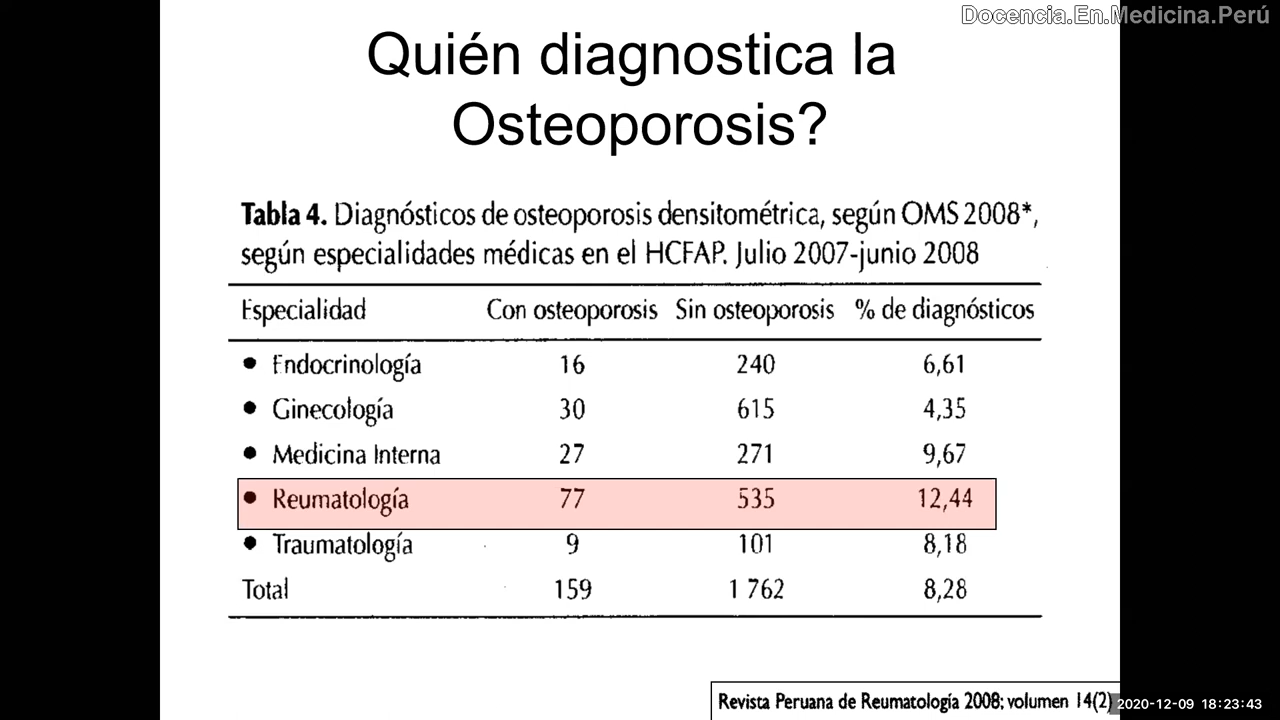 Docencia.En.Medicina.Perú
Quién diagnostica la
Osteoporosis?
Tabla 4. Diagnósticos de osteoporosis densitométrica, según OMS 2008*,
según especialidades médicas en el HCFAP. Julio 2007-junio 2008
Especialidad Con osteoporosis Sin osteoporosis % de diagnósticos
• Endocrinología 16 240 6,61
• Ginecología 30 615 4,35
• Medicina Interna 27 271 9,67
• Reumatología 77 535 12,44
• Traumatología 9 101 8,18
Total 159 1 762 8,28
Revista Peruana de Reumatología 2008; volumen 14(2)
2020-12-09 18:23:43